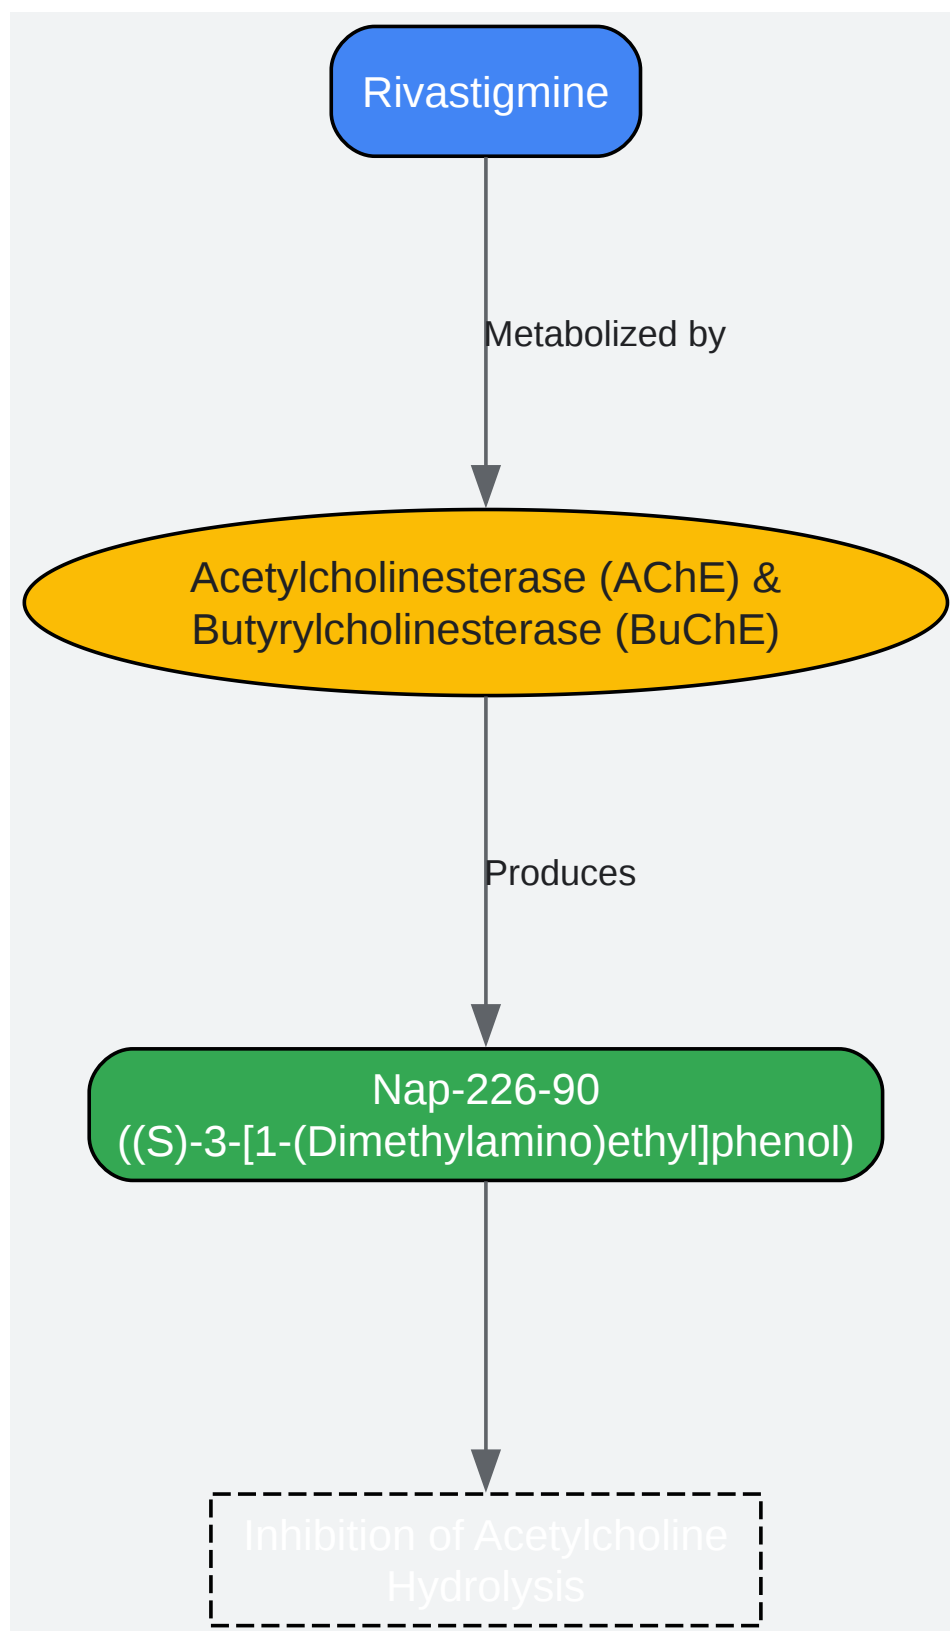 Rivastigmine
Metabolized by
Acetylcholinesterase (AChE) &
Butyrylcholinesterase (BuChE)
Produces
Nap-226-90
((S)-3-[1-(Dimethylamino)ethyl]phenol)
Inhibition of Acetylcholine
Hydrolysis